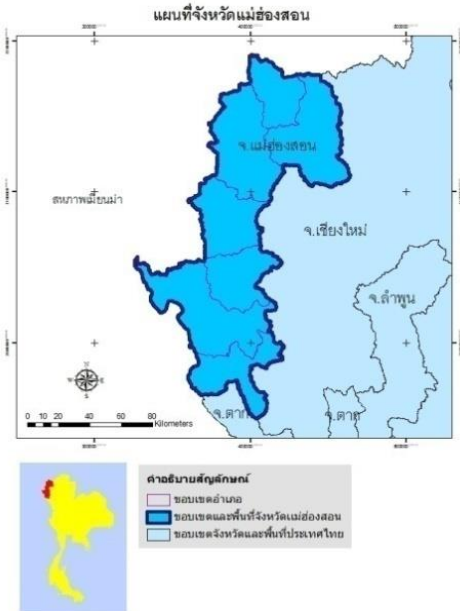 แผนที่จังหวัดแม่ฮ่องสอน
จ.แม่ฮ่องสอน
สหภาพเมียนม่า
จ.เชียงใหม่
จ.ลำพูน
N
W
E
S
จ.ตาก
จ.ตาก
0 10 20 40 60 80
Kilometers
คำอธิบายสัญลักษณ์
ขอบเขตอำเภอ
ขอบเขตและพื้นที่จังหวัดแม่ฮ่องสอน
ขอบเขตจังหวัดและพื้นที่ประเทศไทย